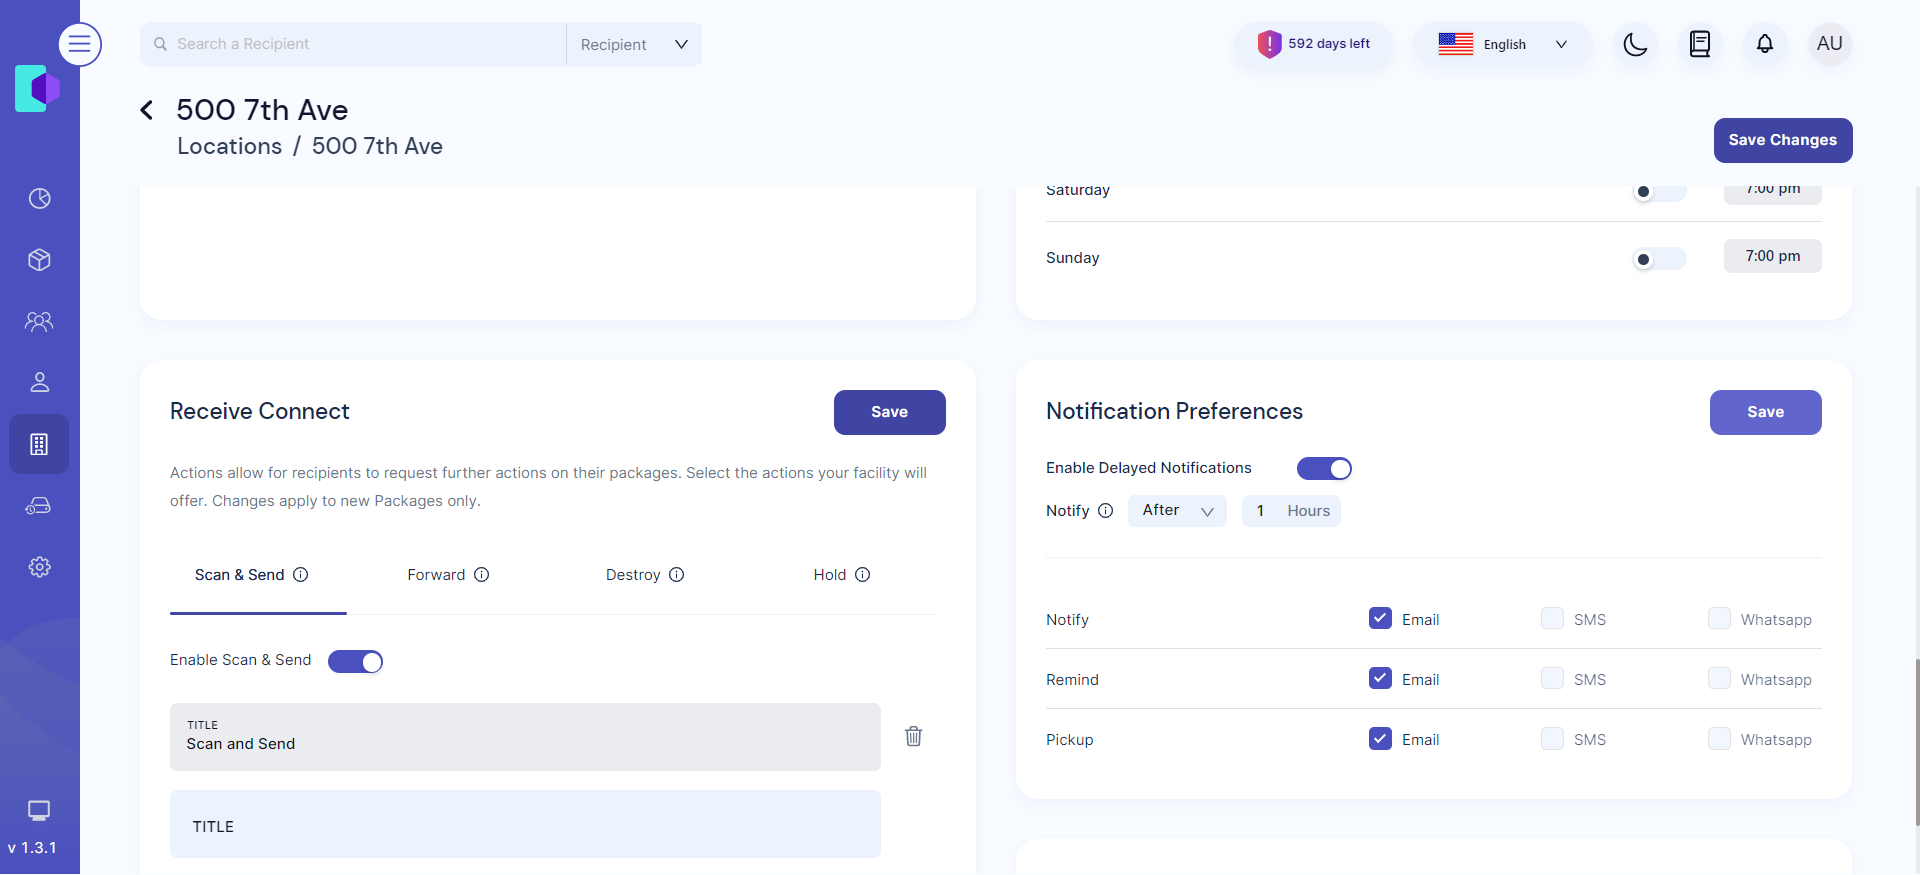 Search a Recipient
Recipient
592 days left
English
AU
500 7th Ave
Locations / 500 7th Ave
Save Changes
Saturday
7:00 pm
Sunday
7:00 pm
Receive Connect
Save
Actions allow for recipients to request further actions on their packages. Select the actions your facility will
offer. Changes apply to new Packages only.
Scan & Send
Forward
Destroy
Hold
Enable Scan & Send
TITLE
Scan and Send
TITLE
Notification Preferences
Save
Enable Delayed Notifications
Notify After 1 Hours
Notify Email SMS Whatsapp
Remind Email SMS Whatsapp
Pickup Email SMS Whatsapp
v 1.3.1